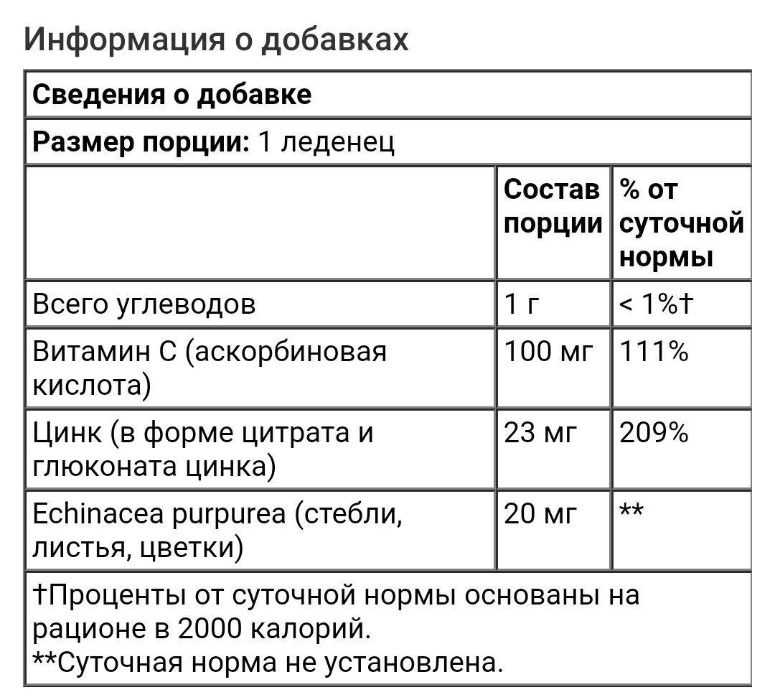 Информация о добавках
Сведения о добавке
Размер порции: 1 леденец
Состав порции
% от суточной нормы
Всего углеводов 1 г < 1%†
Витамин C (аскорбиновая 100 мг 111%
кислота)
Цинк (в форме цитрата и 23 мг 209%
глюконата цинка)
Echinacea purpurea (стебли, 20 мг **
листья, цветки)
†Проценты от суточной нормы основаны на
рационе в 2000 калорий.
**Суточная норма не установлена.